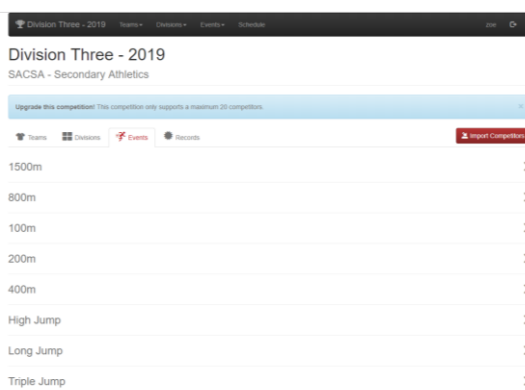 Division Three - 2019 Teams Divisions Events Schedule zoe
Division Three - 2019
SACSA - Secondary Athletics
Upgrade this competition! This competition only supports a maximum 20 competitors.
Teams Divisions Events Records Import Competitors
1500m
800m
100m
200m
400m
High Jump
Long Jump
Triple Jump